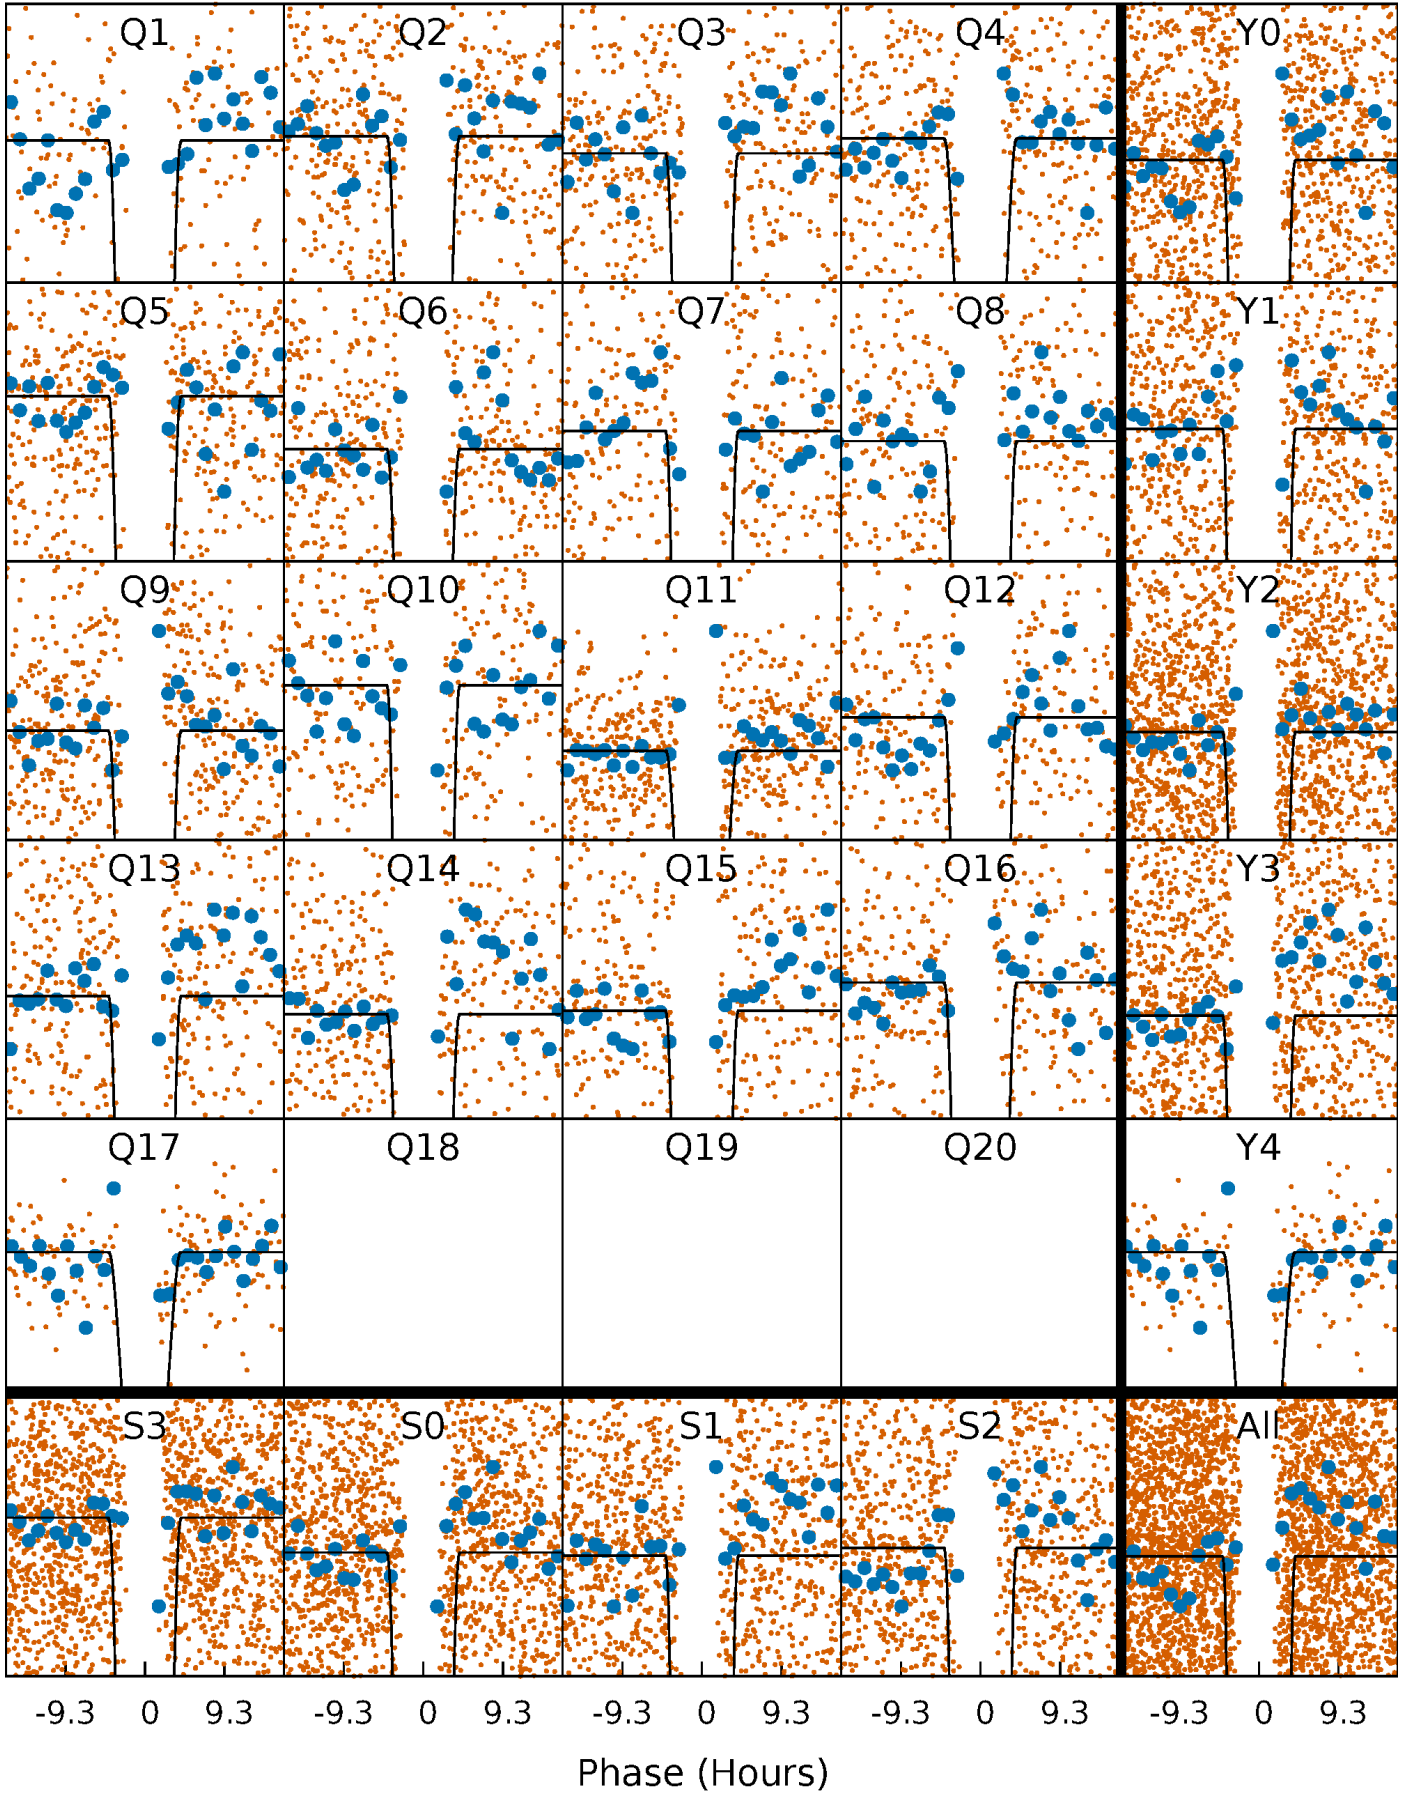 Q1 Q2 Q3 Q4 Y0
Q5 Q6 Q7 Q8 Y1
Q9 Q10 Q11 Q12 Y2
Q13 Q14 Q15 Q16 Y3
Q17 Q18 Q19 Q20 Y4
S3 S0 S1 S2 All
-9.3 0 9.3 -9.3 0 9.3 -9.3 0 9.3 -9.3 0 9.3 -9.3 0 9.3
Phase (Hours)